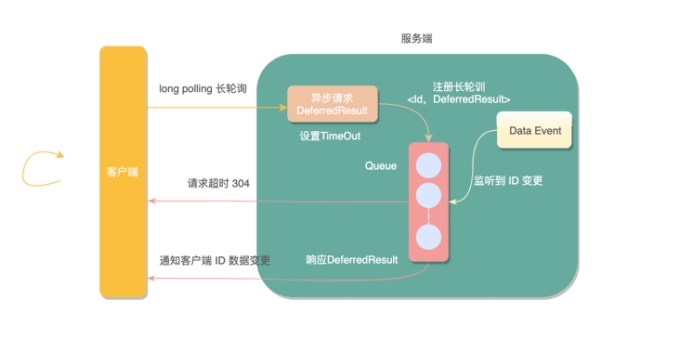 服务端
long polling 长轮询
异步请求
DeferredResult
注册长轮训
<Id, DeferredResult>
设置TimeOut
Data Event
Queue
客户端
请求超时 304
监听到 ID 变更
通知客户端 ID 数据变更
响应DeferredResult